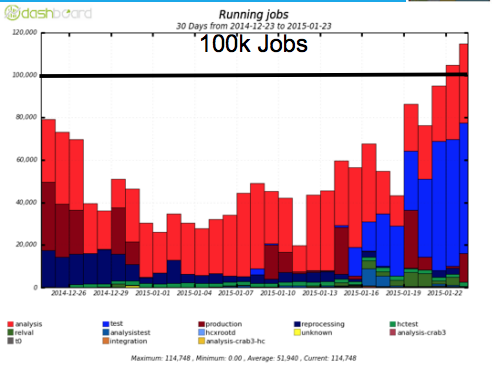 dashboard
Running jobs
30 Days from 2014-12-23 to 2015-01-23
100k Jobs
120,000
100,000
80,000
60,000
40,000
20,000
0
2014-12-26 2014-12-29 2015-01-01 2015-01-04 2015-01-07 2015-01-10 2015-01-13 2015-01-16 2015-01-19 2015-01-22
analysis test production reprocessing hctest
relval analysistest hcxrootd unknown analysis-crab3
t0 integration analysis-crab3-hc
Maximum: 114,748 , Minimum: 0.00 , Average: 51,940 , Current: 114,748